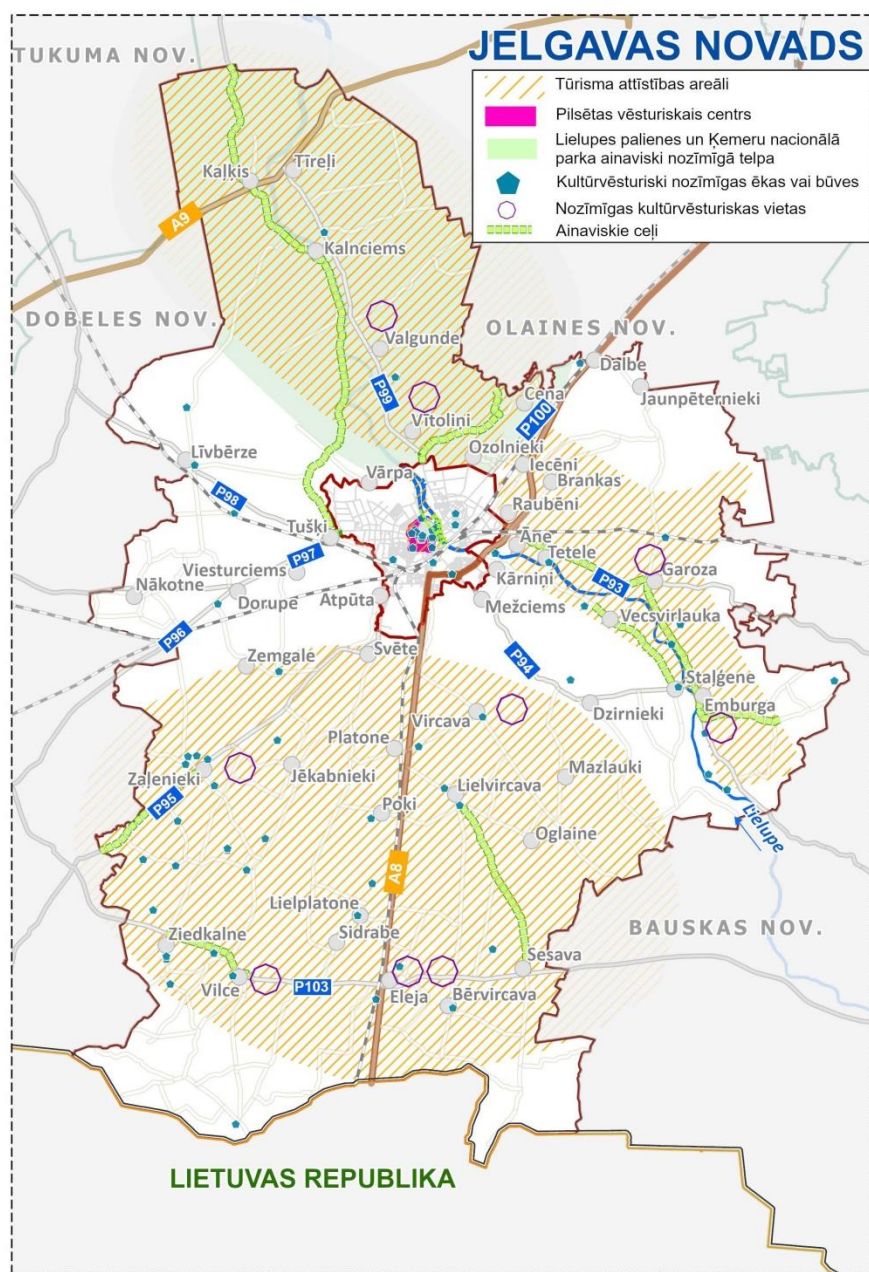 JELGAVAS NOVADS
Tūrisma attīstības areāli
Pilsētas vēsturiskais centrs
Lielupes palienes un Ķemeru nacionālā
parka ainaviski nozīmīgā telpa
Kultūrvēsturiski nozīmīgas ēkas vai būves
Nozīmīgas kultūrvēsturiskas vietas
Ainaviskie ceļi
TUKUMA NOV.
Kaļķis
Tīreļi
A9
Kalnciems
DOBELES NOV.
OLAINES NOV.
Valgunde
Dalbe
P99
Jaunpēternieki
Cena
P100
Vītoliņi
Ozolnieki
Līvbērze
Iecēni
Vārpa
Brankas
P98
Raubēni
Tušķi
Āne
Tetele
P97
P93
Garoza
Viesturciems
Kārniņi
Nākotne
Dorupe
Atpūta
Mežciems
Vecsvirlauka
P96
P94
Svēte
Zemgale
Staļģene
Emburga
Dzirnieki
Vircava
Platone
Zaļenieki
Jēkabnieki
Mazlauki
Lielvircava
P95
Poķi
Lielupe
Oglaine
A8
Lielplatone
BAUSKAS NOV.
Ziedkalne
Sidrabe
Sesava
Vilce
P103
Eleja
Bērvircava
LIETUVAS REPUBLIKA